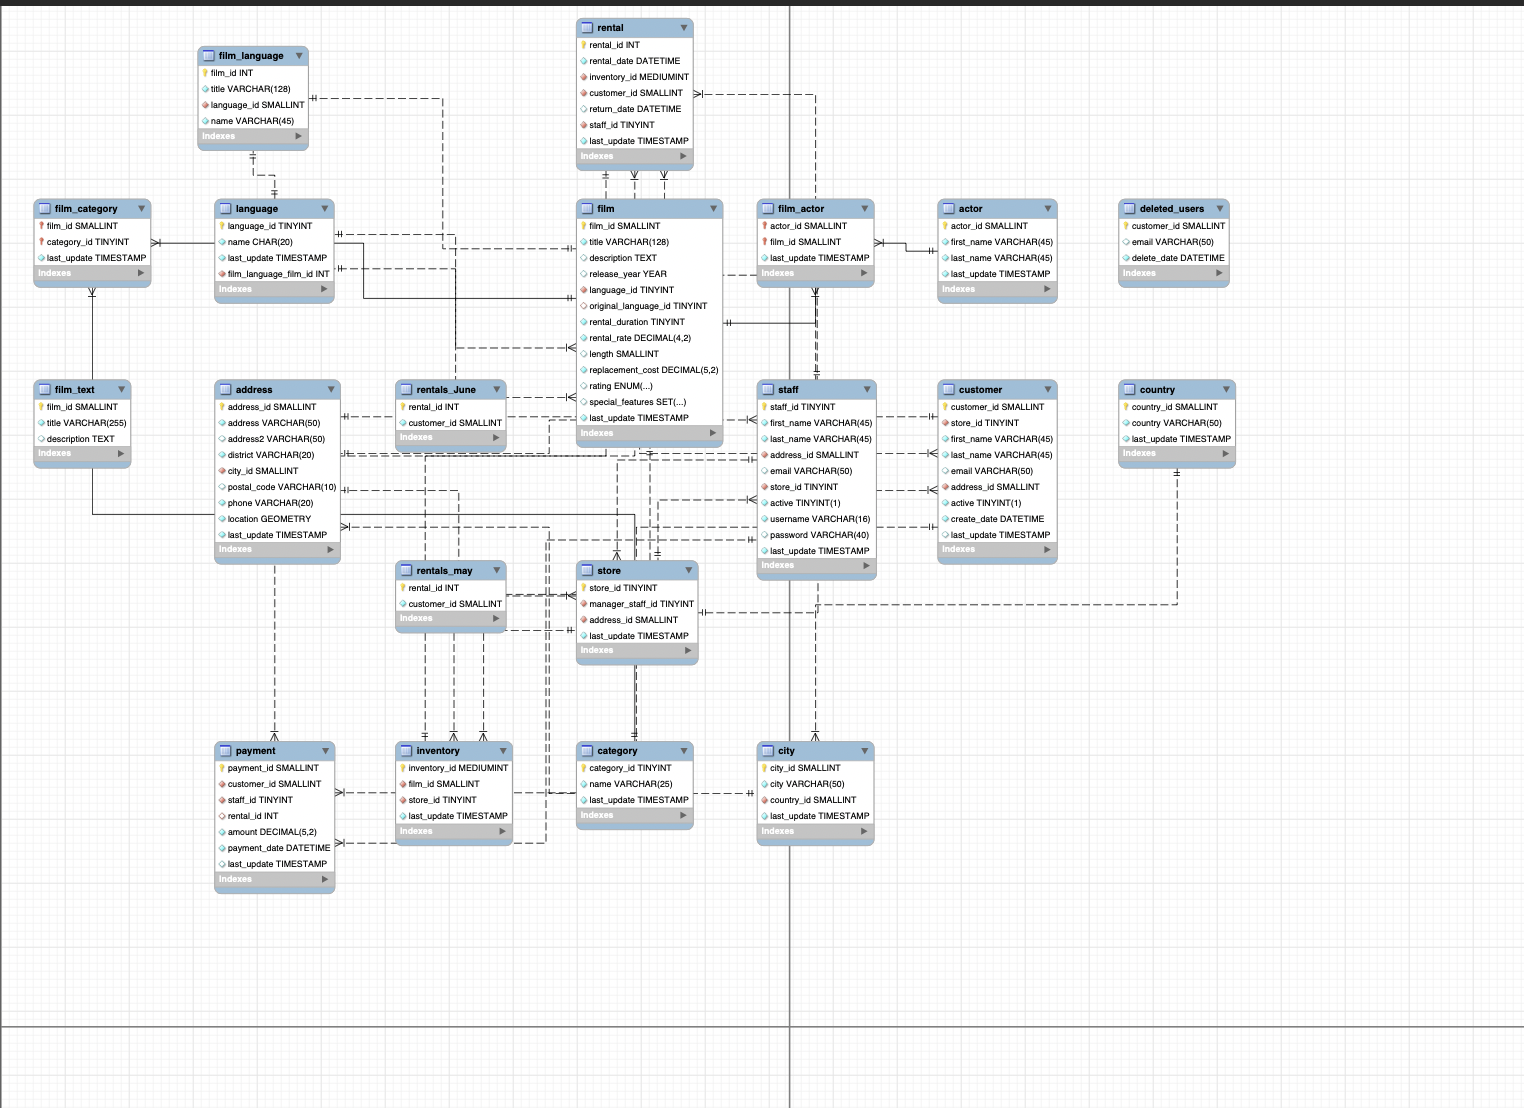 rental
rental_id INT
rental_date DATETIME
inventory_id MEDIUMINT
customer_id SMALLINT
return_date DATETIME
staff_id TINYINT
last_update TIMESTAMP
Indexes
film_language
film_id INT
title VARCHAR(128)
language_id SMALLINT
name VARCHAR(45)
Indexes
film_category
film_id SMALLINT
category_id TINYINT
last_update TIMESTAMP
Indexes
language
language_id TINYINT
name CHAR(20)
last_update TIMESTAMP
film_language_film_id INT
Indexes
film
film_id SMALLINT
title VARCHAR(128)
description TEXT
release_year YEAR
language_id TINYINT
original_language_id TINYINT
rental_duration TINYINT
rental_rate DECIMAL(4,2)
length SMALLINT
replacement_cost DECIMAL(5,2)
rating ENUM(...)
special_features SET(...)
last_update TIMESTAMP
Indexes
film_actor
actor_id SMALLINT
film_id SMALLINT
last_update TIMESTAMP
Indexes
actor
actor_id SMALLINT
first_name VARCHAR(45)
last_name VARCHAR(45)
last_update TIMESTAMP
Indexes
deleted_users
customer_id SMALLINT
email VARCHAR(50)
delete_date DATETIME
Indexes
film_text
film_id SMALLINT
title VARCHAR(255)
description TEXT
Indexes
address
address_id SMALLINT
address VARCHAR(50)
address2 VARCHAR(50)
district VARCHAR(20)
city_id SMALLINT
postal_code VARCHAR(10)
phone VARCHAR(20)
location GEOMETRY
last_update TIMESTAMP
Indexes
rentals_June
rental_id INT
customer_id SMALLINT
Indexes
staff
staff_id TINYINT
first_name VARCHAR(45)
last_name VARCHAR(45)
address_id SMALLINT
email VARCHAR(50)
store_id TINYINT
active TINYINT(1)
username VARCHAR(16)
password VARCHAR(40)
last_update TIMESTAMP
Indexes
customer
customer_id SMALLINT
store_id TINYINT
first_name VARCHAR(45)
last_name VARCHAR(45)
email VARCHAR(50)
address_id SMALLINT
active TINYINT(1)
create_date DATETIME
last_update TIMESTAMP
Indexes
country
country_id SMALLINT
country VARCHAR(50)
last_update TIMESTAMP
Indexes
rentals_may
rental_id INT
customer_id SMALLINT
Indexes
store
store_id TINYINT
manager_staff_id TINYINT
address_id SMALLINT
last_update TIMESTAMP
Indexes
payment
payment_id SMALLINT
customer_id SMALLINT
staff_id TINYINT
rental_id INT
amount DECIMAL(5,2)
payment_date DATETIME
last_update TIMESTAMP
Indexes
inventory
inventory_id MEDIUMINT
film_id SMALLINT
store_id TINYINT
last_update TIMESTAMP
Indexes
category
category_id TINYINT
name VARCHAR(25)
last_update TIMESTAMP
Indexes
city
city_id SMALLINT
city VARCHAR(50)
country_id SMALLINT
last_update TIMESTAMP
Indexes